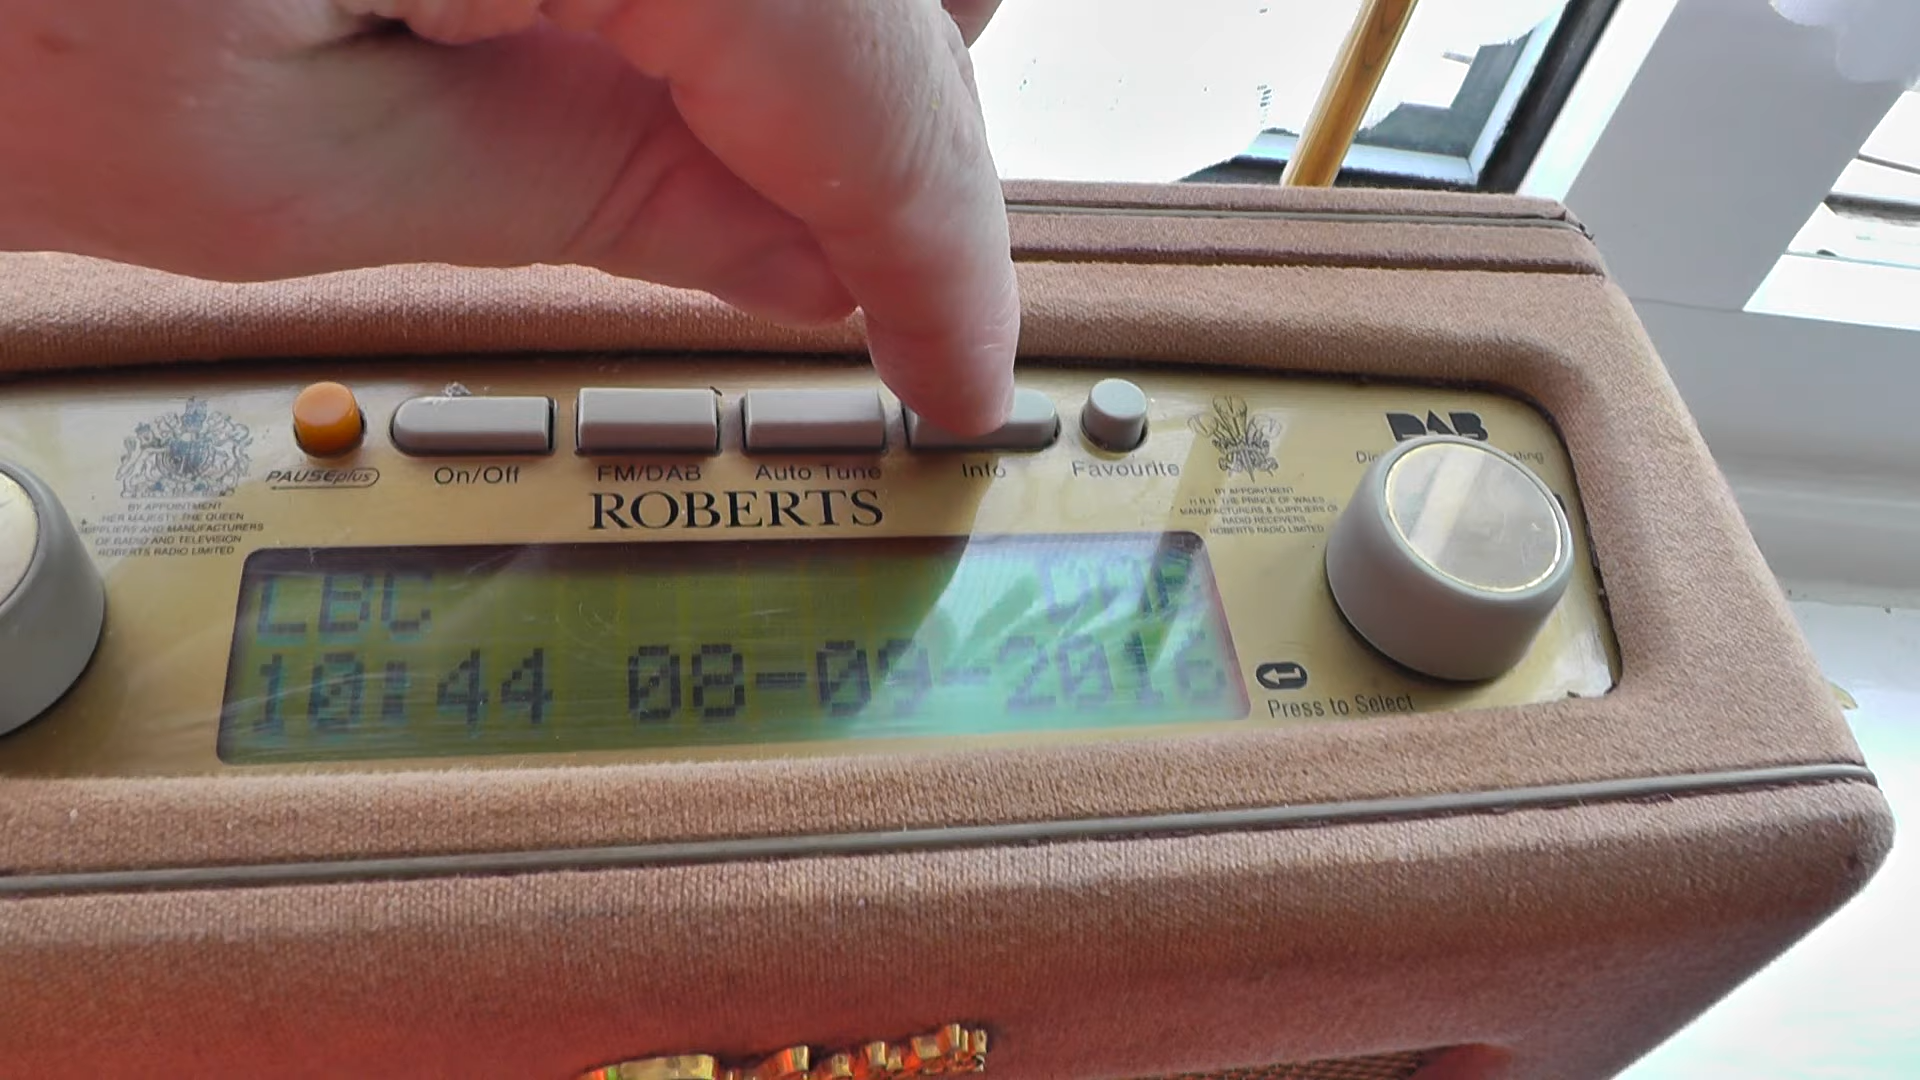 PAUSEplus
On/Off
FM/DAB
Auto Tune
Info
Favourite
DAB
ROBERTS
BY APPOINTMENT
HER MAJESTY THE QUEEN
SUPPLIERS AND MANUFACTURERS
OF RADIO AND TELEVISION
ROBERTS RADIO LIMITED
BY APPOINTMENT
H.R.H. THE PRINCE OF WALES
MANUFACTURERS & SUPPLIERS OF
RADIO RECEIVERS
ROBERTS RADIO LIMITED
LBC DAB
10:44 08-09-2016
Press to Select